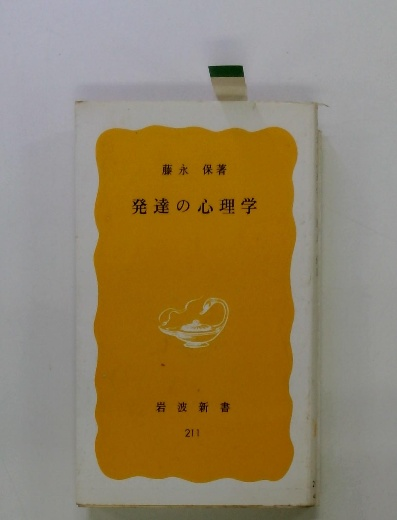 藤永 保著
発達の心理学
岩波新書
211